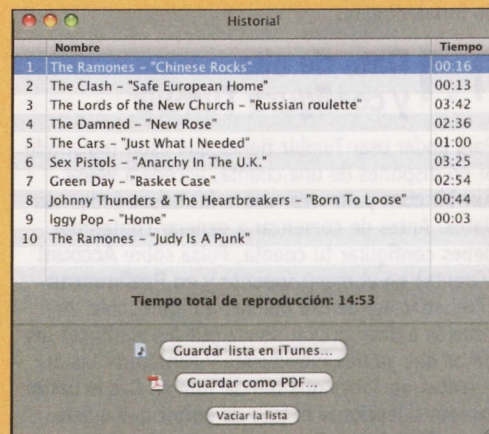 Historial
Nombre Tiempo
1 The Ramones – "Chinese Rocks" 00:16
2 The Clash – "Safe European Home" 00:13
3 The Lords of the New Church – "Russian roulette" 03:42
4 The Damned – "New Rose" 02:36
5 The Cars – "Just What I Needed" 01:00
6 Sex Pistols – "Anarchy In The U.K." 03:25
7 Green Day – "Basket Case" 02:54
8 Johnny Thunders & The Heartbreakers – "Born To Loose" 00:44
9 Iggy Pop – "Home" 00:03
10 The Ramones – "Judy Is A Punk"
Tiempo total de reproducción: 14:53
Guardar lista en iTunes...
Guardar como PDF...
Vaciar la lista